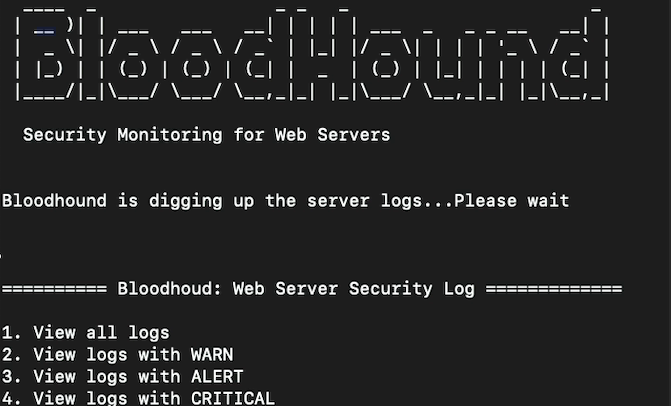 BloodHound
Security Monitoring for Web Servers
Bloodhound is digging up the server logs...Please wait
========== Bloodhoud: Web Server Security Log =============
1. View all logs
2. View logs with WARN
3. View logs with ALERT
4. View logs with CRITICAL